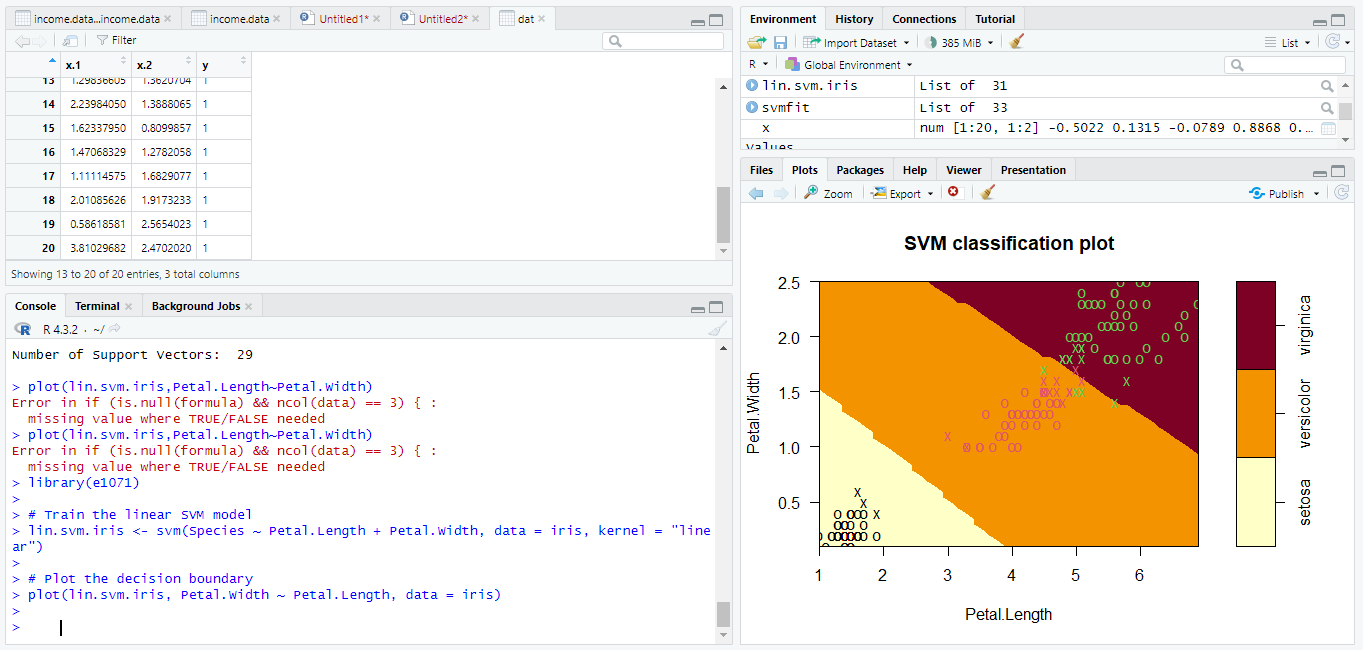 income.data...income.data
income.data
Untitled1*
Untitled2*
dat
Filter
x.1 x.2 y
13 1.29836605 1.3620704 1
14 2.23984050 1.3888065 1
15 1.62337950 0.8099857 1
16 1.47068329 1.2782058 1
17 1.11114575 1.6829077 1
18 2.01085626 1.9173233 1
19 0.58618581 2.5654023 1
20 3.81029682 2.4702020 1
Showing 13 to 20 of 20 entries, 3 total columns
Console Terminal Background Jobs
R 4.3.2 · ~/
Number of Support Vectors:  29
> plot(lin.svm.iris,Petal.Length~Petal.Width)
Error in if (is.null(formula) && ncol(data) == 3) { :
  missing value where TRUE/FALSE needed
> plot(lin.svm.iris,Petal.Length~Petal.Width)
Error in if (is.null(formula) && ncol(data) == 3) { :
  missing value where TRUE/FALSE needed
> library(e1071)
>
> # Train the linear SVM model
> lin.svm.iris <- svm(Species ~ Petal.Length + Petal.Width, data = iris, kernel = "line
ar")
>
> # Plot the decision boundary
> plot(lin.svm.iris, Petal.Width ~ Petal.Length, data = iris)
>
>
Environment History Connections Tutorial
Import Dataset 385 MiB List
R Global Environment
lin.svm.iris List of  31
svmfit List of  33
x num [1:20, 1:2] -0.5022 0.1315 -0.0789 0.8868 0...
values
Files Plots Packages Help Viewer Presentation
Zoom Export Publish
SVM classification plot
2.5
2.0
1.5
1.0
0.5
Petal.Width
1 2 3 4 5 6
Petal.Length
virginica
versicolor
setosa